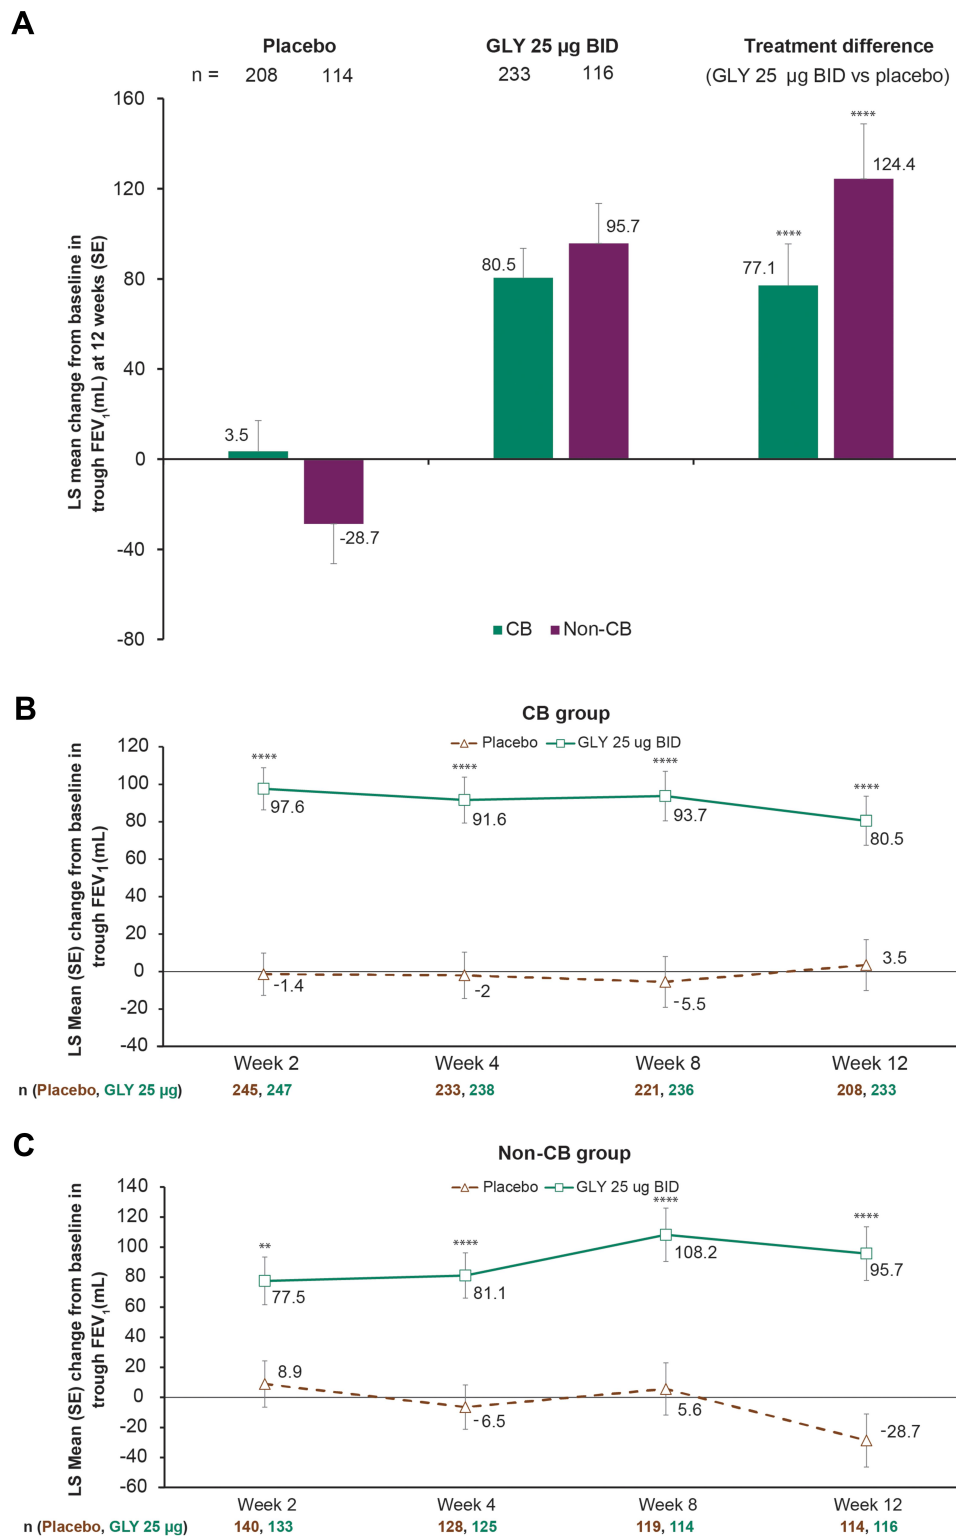 A
Placebo GLY 25 µg BID Treatment difference
n = 208 114 233 116 (GLY 25 µg BID vs placebo)
LS mean change from baseline in
trough FEV1(mL) at 12 weeks (SE)
160
120
80
40
0
-40
-80
3.5
-28.7
80.5
95.7
****
77.1
****
124.4
CB Non-CB
B
CB group
Placebo GLY 25 ug BID
LS Mean (SE) change from baseline in
trough FEV1(mL)
120
100
80
60
40
20
0
-20
-40
**** **** **** ****
97.6 91.6 93.7 80.5
-1.4 -2 -5.5 3.5
Week 2 Week 4 Week 8 Week 12
n (Placebo, GLY 25 µg) 245, 247 233, 238 221, 236 208, 233
C
Non-CB group
Placebo GLY 25 ug BID
LS Mean (SE) change from baseline in
trough FEV1(mL)
140
120
100
80
60
40
20
0
-20
-40
-60
** **** **** ****
77.5 81.1 108.2 95.7
8.9 -6.5 5.6 -28.7
Week 2 Week 4 Week 8 Week 12
n (Placebo, GLY 25 µg) 140, 133 128, 125 119, 114 114, 116